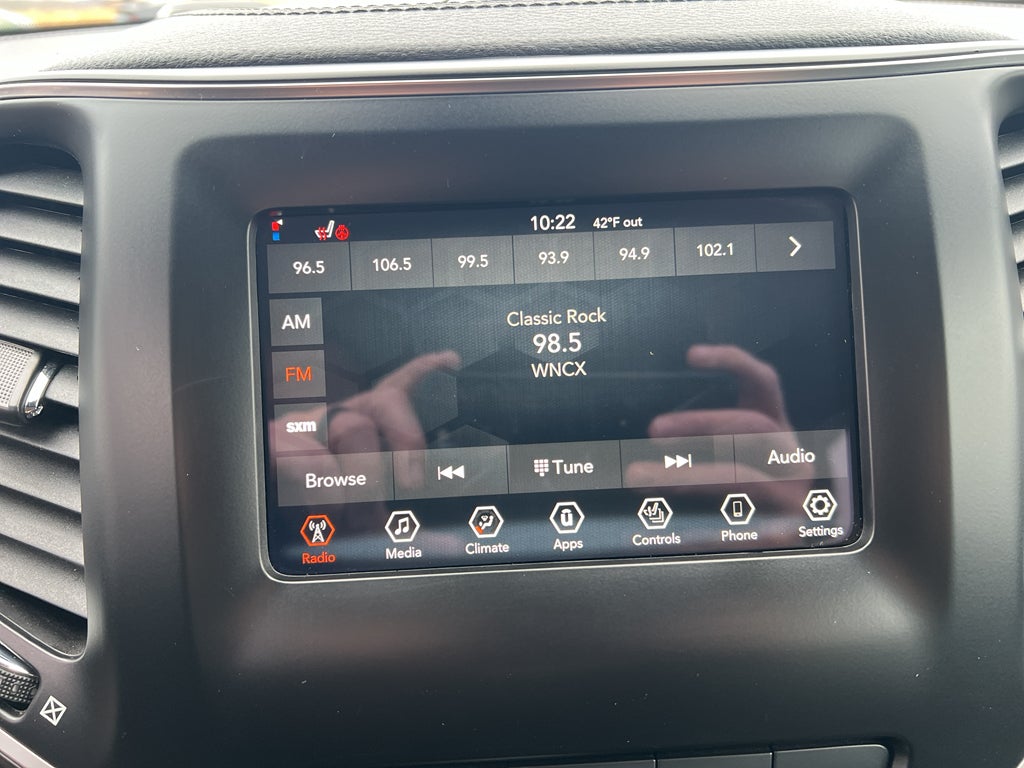 10:22 42°F out
96.5 106.5 99.5 93.9 94.9 102.1
AM
FM
sxm
Classic Rock
98.5
WNCX
Browse Tune Audio
Radio Media Climate Apps Controls Phone Settings